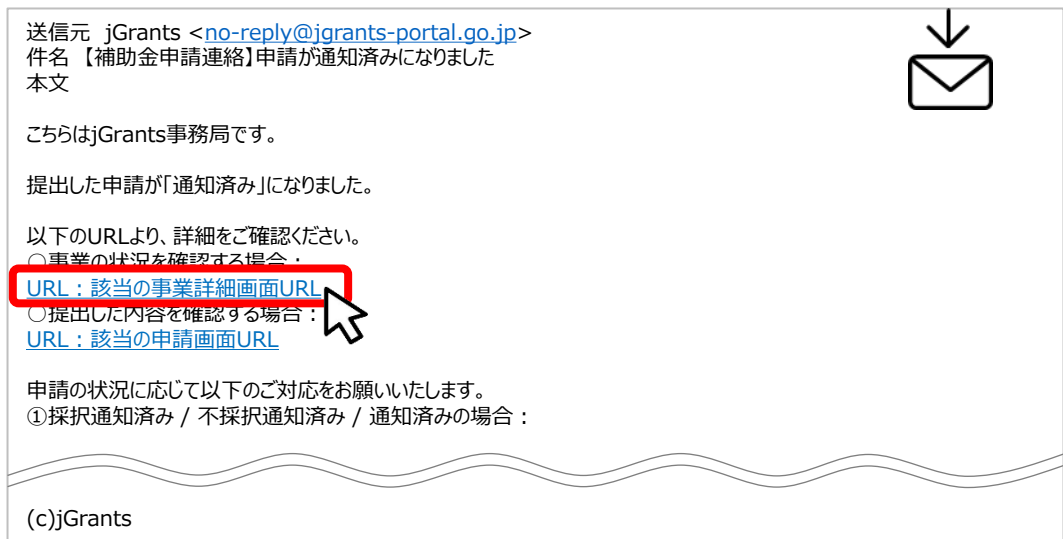 送信元 jGrants <no-reply@jgrants-portal.go.jp>
件名 【補助金申請連絡】申請が通知済みになりました
本文
こちらはjGrants事務局です。
提出した申請が「通知済み」になりました。
以下のURLより、詳細をご確認ください。
○事業の状況を確認する場合：
URL：該当の事業詳細画面URL
○提出した内容を確認する場合：
URL：該当の申請画面URL
申請の状況に応じて以下のご対応をお願いいたします。
①採択通知済み / 不採択通知済み / 通知済みの場合：
(c)jGrants